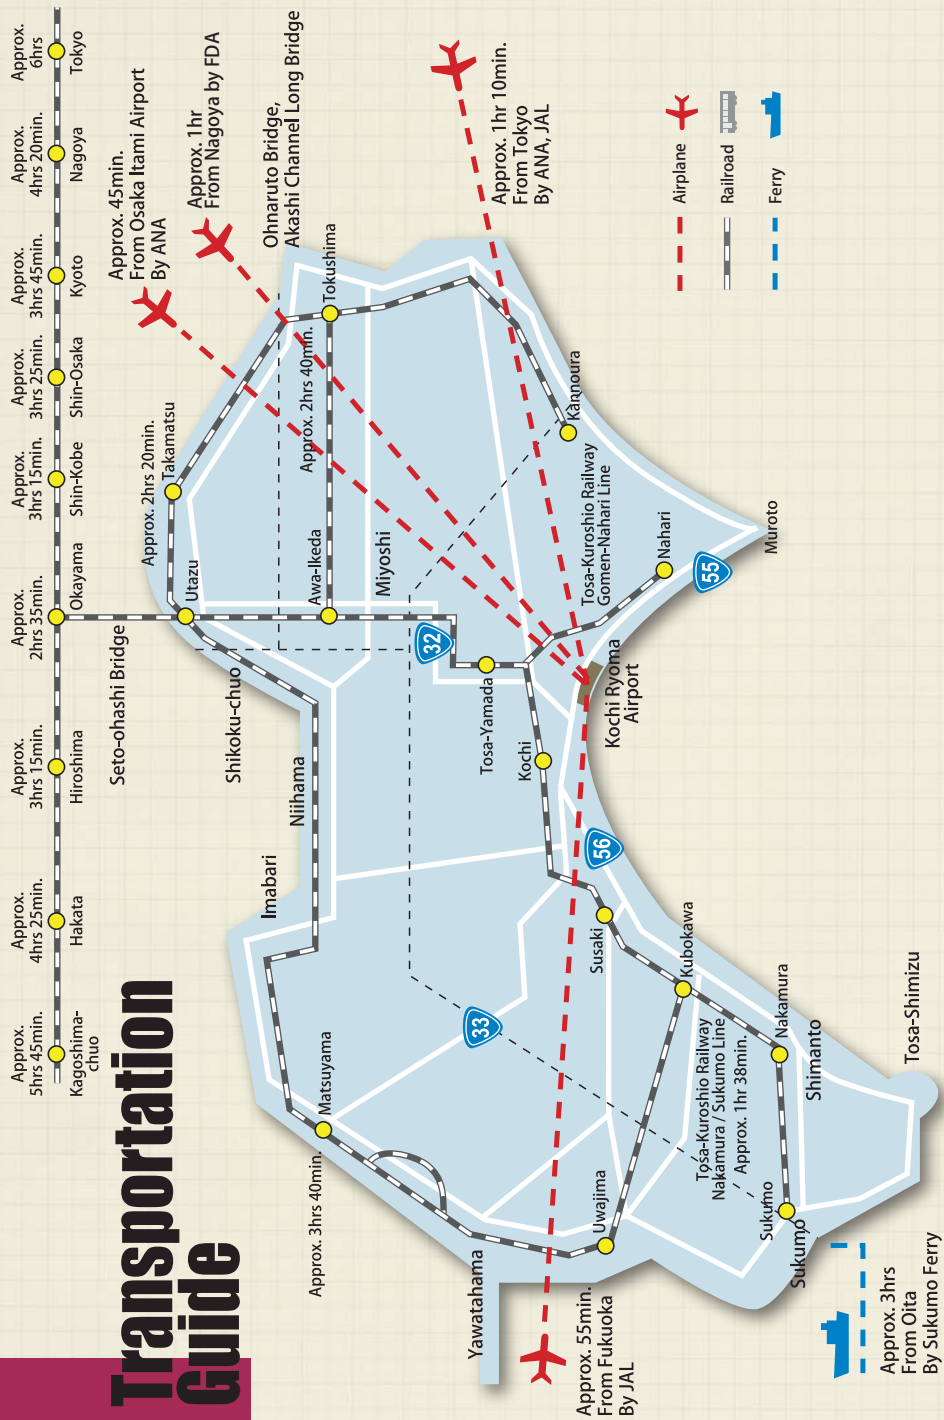 Transportation
Guide
Approx.
5hrs 45min.
Kagoshima-
chuo
Approx.
4hrs 25min.
Hakata
Approx.
3hrs 15min.
Hiroshima
Approx.
2hrs 35min.
Okayama
Approx.
3hrs 15min.
Shin-Kobe
Approx.
3hrs 25min.
Shin-Osaka
Approx.
3hrs 45min.
Kyoto
Approx.
4hrs 20min.
Nagoya
Approx.
6hrs
Tokyo
Seto-ohashi Bridge
Approx. 45min.
From Osaka Itami Airport
By ANA
Approx. 1hr
From Nagoya by FDA
Ohnaruto Bridge,
Akashi Channel Long Bridge
Approx. 2hrs 20min.
Takamatsu
Utazu
Shikoku-chuo
Niihama
Imabari
Matsuyama
Approx. 3hrs 40min.
Awa-Ikeda
Approx. 2hrs 40min.
Tokushima
Miyoshi
32
33
Tosa-Yamada
Kochi
Approx. 1hr 10min.
From Tokyo
By ANA, JAL
Kannoura
Tosa-Kuroshio Railway
Gomen-Nahari Line
Nahari
55
Muroto
Kochi Ryoma
Airport
56
Susaki
Kubokawa
Yawatahama
Uwajima
Approx. 55min.
From Fukuoka
By JAL
Tosa-Kuroshio Railway
Nakamura / Sukumo Line
Approx. 1hr 38min.
Nakamura
Shimanto
Sukumo
Sukumo
Tosa-Shimizu
Approx. 3hrs
From Oita
By Sukumo Ferry
Airplane
Railroad
Ferry